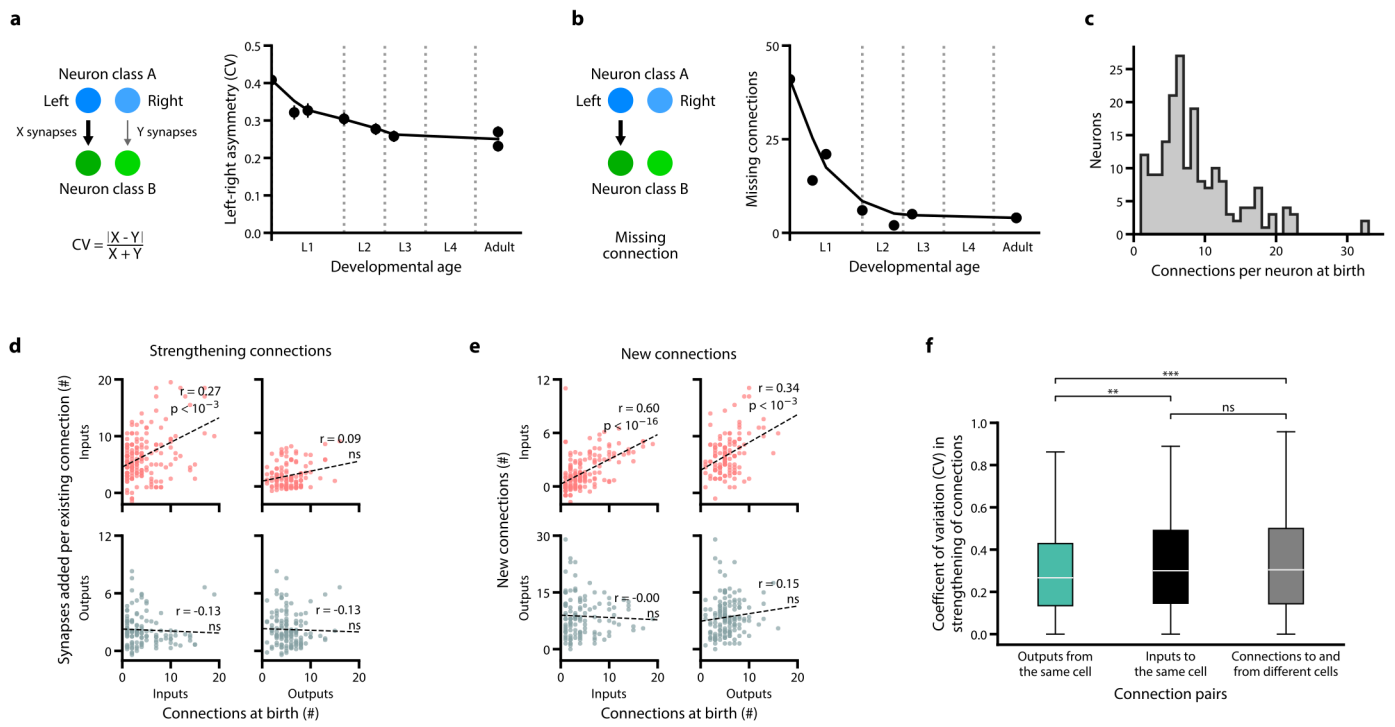 a
Neuron class A
Left
Right
X synapses
Y synapses
Neuron class B
CV = |X - Y|
X + Y
Left-right asymmetry (CV)
0.5
0.4
0.3
0.2
0.1
0.0
L1
L2
L3
L4
Adult
Developmental age
b
Neuron class A
Left
Right
Neuron class B
Missing
connection
Missing connections
50
25
0
L1
L2
L3
L4
Adult
Developmental age
c
Neurons
30
25
20
15
10
5
0
0
10
20
30
Connections per neuron at birth
d
Strengthening connections
Synapses added per existing connection (#)
Inputs
20
10
0
r = 0.27
p < 10⁻³
r = 0.09
ns
Outputs
12
6
0
r = -0.13
ns
r = -0.13
ns
0
10
20
0
10
20
Inputs
Outputs
Connections at birth (#)
e
New connections
New connections (#)
Inputs
12
6
0
r = 0.60
p < 10⁻¹⁶
r = 0.34
p < 10⁻³
Outputs
30
15
0
r = -0.00
ns
r = 0.15
ns
0
10
20
0
10
20
Inputs
Outputs
Connections at birth (#)
f
***
**
ns
Coefficent of variation (CV) in
strengthening of connections
1.0
0.8
0.6
0.4
0.2
0.0
Outputs from
the same cell
Inputs to
the same cell
Connections to and
from different cells
Connection pairs